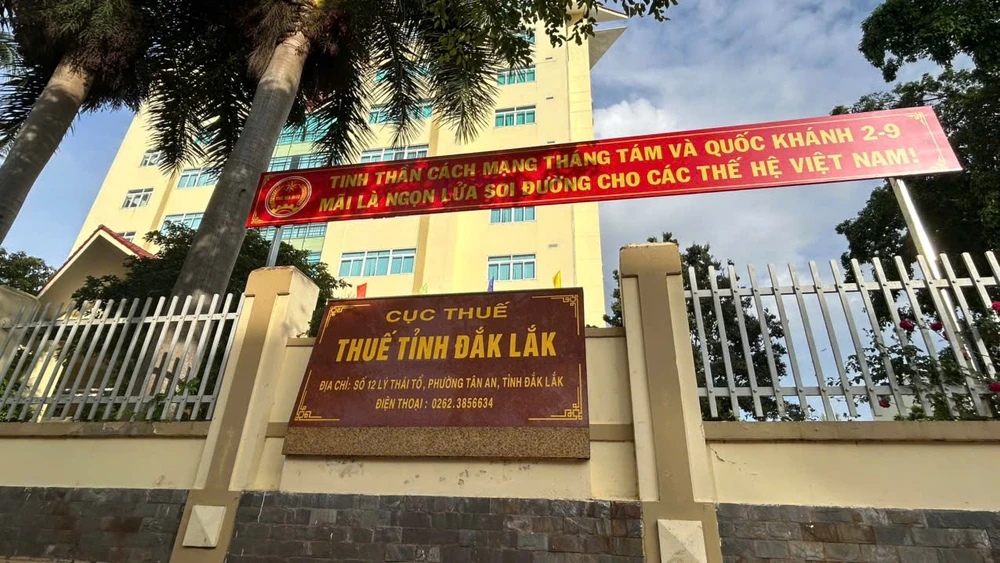 TINH THẦN CÁCH MẠNG THÁNG TÁM VÀ QUỐC KHÁNH 2-9
MÃI LÀ NGỌN LỬA SOI ĐƯỜNG CHO CÁC THẾ HỆ VIỆT NAM!
CỤC THUẾ
THUẾ TỈNH ĐẮK LẮK
ĐỊA CHỈ: SỐ 12 LÝ THÁI TỔ, PHƯỜNG TÂN AN, TỈNH ĐẮK LẮK
ĐIỆN THOẠI : 0262.3856634